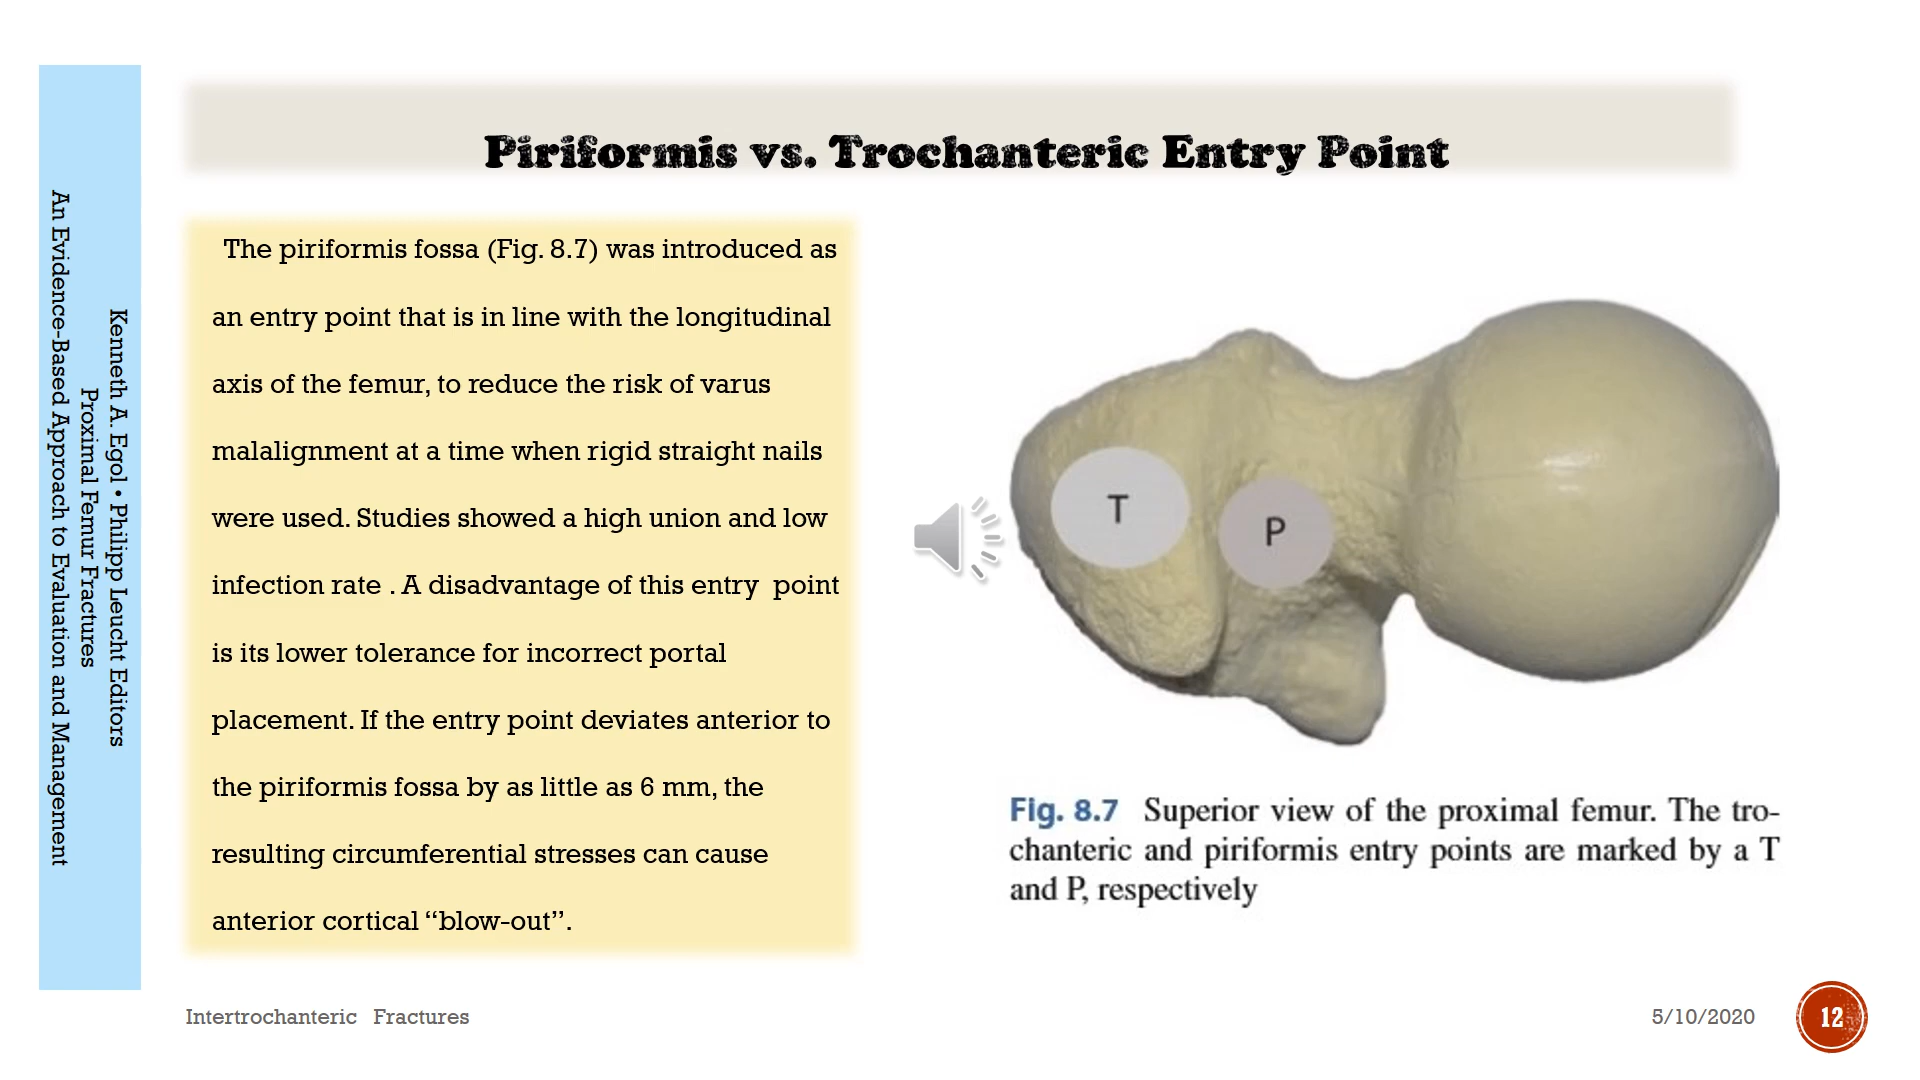 Piriformis vs. Trochanteric Entry Point
Kenneth A. Egol • Philipp Leucht Editors
Proximal Femur Fractures
An Evidence-Based Approach to Evaluation and Management
The piriformis fossa (Fig. 8.7) was introduced as
an entry point that is in line with the longitudinal
axis of the femur, to reduce the risk of varus
malalignment at a time when rigid straight nails
were used. Studies showed a high union and low
infection rate . A disadvantage of this entry  point
is its lower tolerance for incorrect portal
placement. If the entry point deviates anterior to
the piriformis fossa by as little as 6 mm, the
resulting circumferential stresses can cause
anterior cortical “blow-out”.
T
P
Fig. 8.7 Superior view of the proximal femur. The tro-
chanteric and piriformis entry points are marked by a T
and P, respectively
Intertrochanteric  Fractures
5/10/2020
12